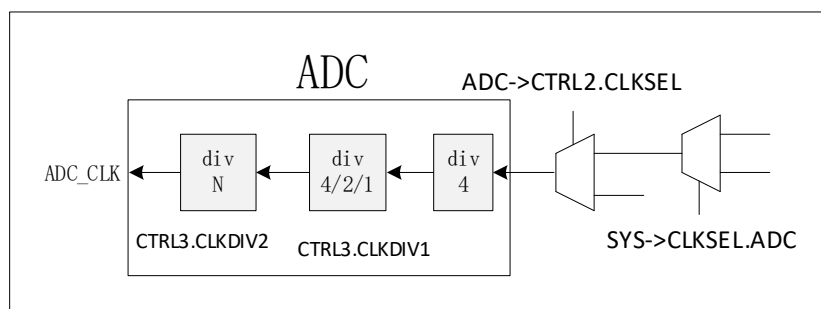 ADC
ADC->CTRL2.CLKSEL
ADC_CLK
div
N
div
4/2/1
div
4
CTRL3.CLKDIV2
CTRL3.CLKDIV1
SYS->CLKSEL.ADC